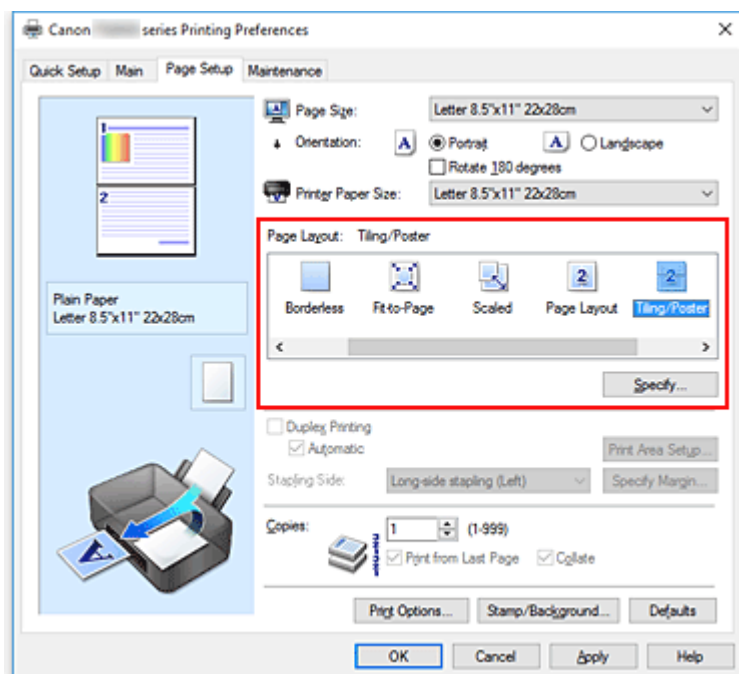 Canon series Printing Preferences
Quick Setup Main Page Setup Maintenance
Page Size: Letter 8.5"x11" 22x28cm
Orientation: A Portrait A Landscape
Rotate 180 degrees
Printer Paper Size: Letter 8.5"x11" 22x28cm
1
2
Page Layout: Tiling/Poster
2 2
Borderless Fit-to-Page Scaled Page Layout Tiling/Poster
Plain Paper
Letter 8.5"x11" 22x28cm
Specify...
Duplex Printing
Automatic Print Area Setup...
Stapling Side: Long-side stapling (Left) Specify Margin...
Copies: 1 (1-999)
Print from Last Page Collate
A
Print Options... Stamp/Background... Defaults
OK Cancel Apply Help